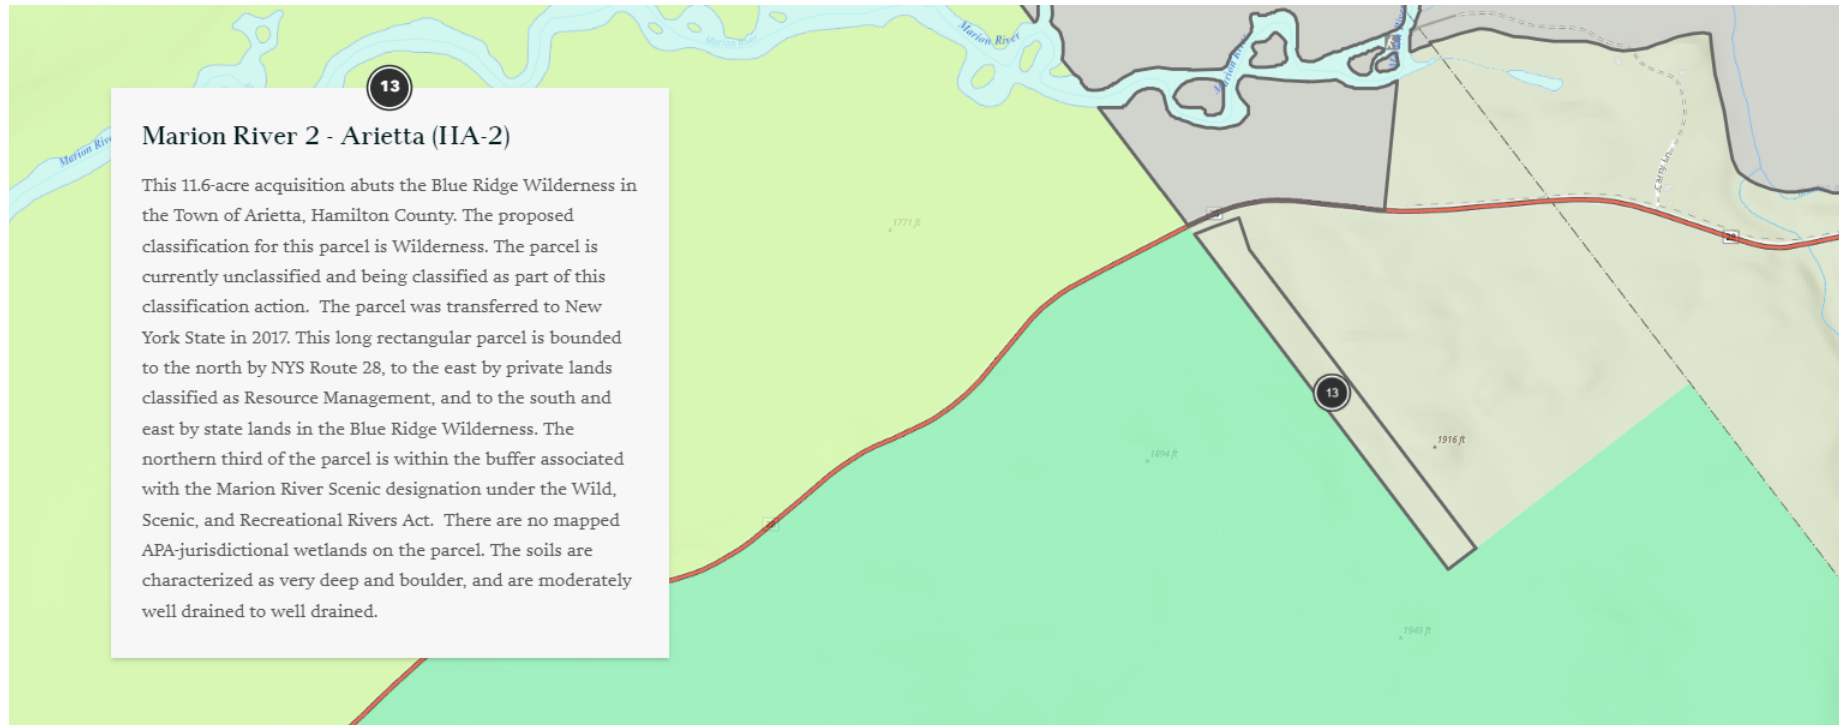 Marion River
Marion River
Marion River
1771 ft
28
Carry Ln
28
13
Marion River 2 - Arietta (HA-2)
This 11.6-acre acquisition abuts the Blue Ridge Wilderness in
the Town of Arietta, Hamilton County. The proposed
classification for this parcel is Wilderness. The parcel is
currently unclassified and being classified as part of this
classification action.  The parcel was transferred to New
York State in 2017. This long rectangular parcel is bounded
to the north by NYS Route 28, to the east by private lands
classified as Resource Management, and to the south and
east by state lands in the Blue Ridge Wilderness. The
northern third of the parcel is within the buffer associated
with the Marion River Scenic designation under the Wild,
Scenic, and Recreational Rivers Act.  There are no mapped
APA-jurisdictional wetlands on the parcel. The soils are
characterized as very deep and boulder, and are moderately
well drained to well drained.
13
1916 ft
1894 ft
28
1949 ft